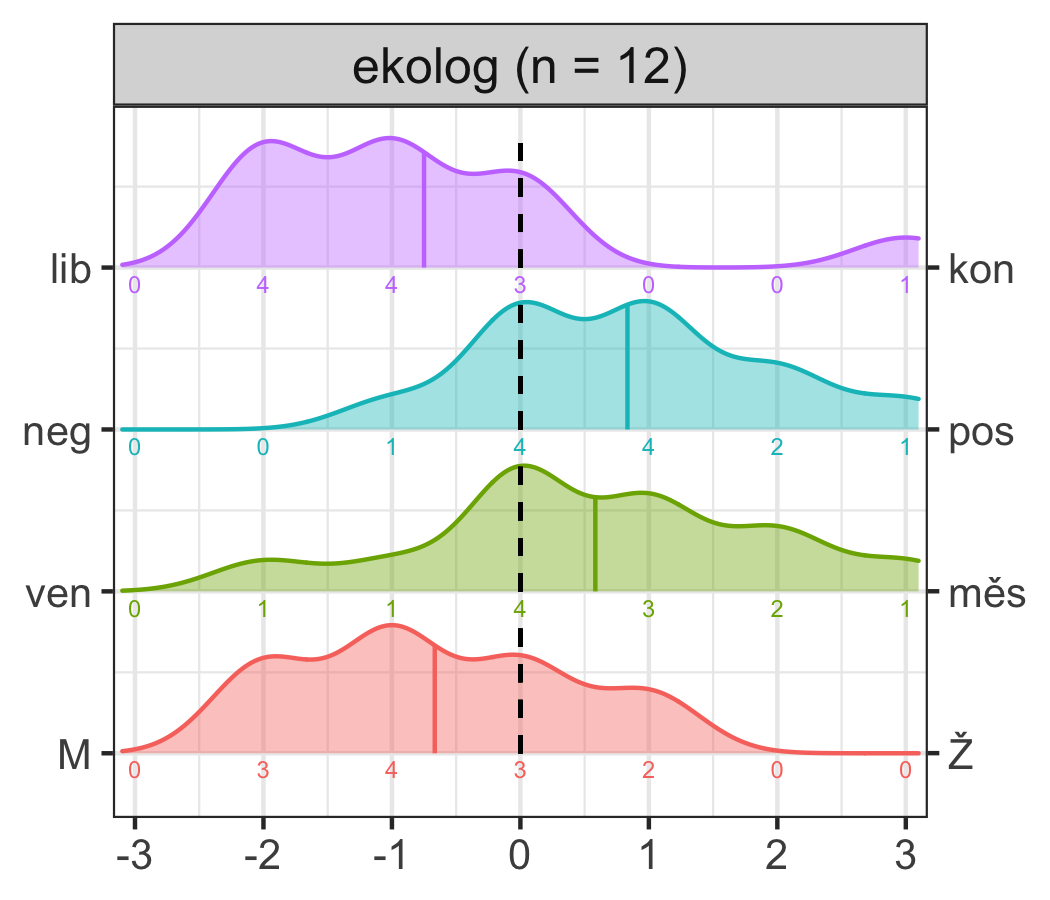 ekolog (n = 12)
lib kon
0 4 4 3 0 0 1
neg pos
0 0 1 4 4 2 1
ven měs
0 1 1 4 3 2 1
M Ž
0 3 4 3 2 0 0
-3 -2 -1 0 1 2 3